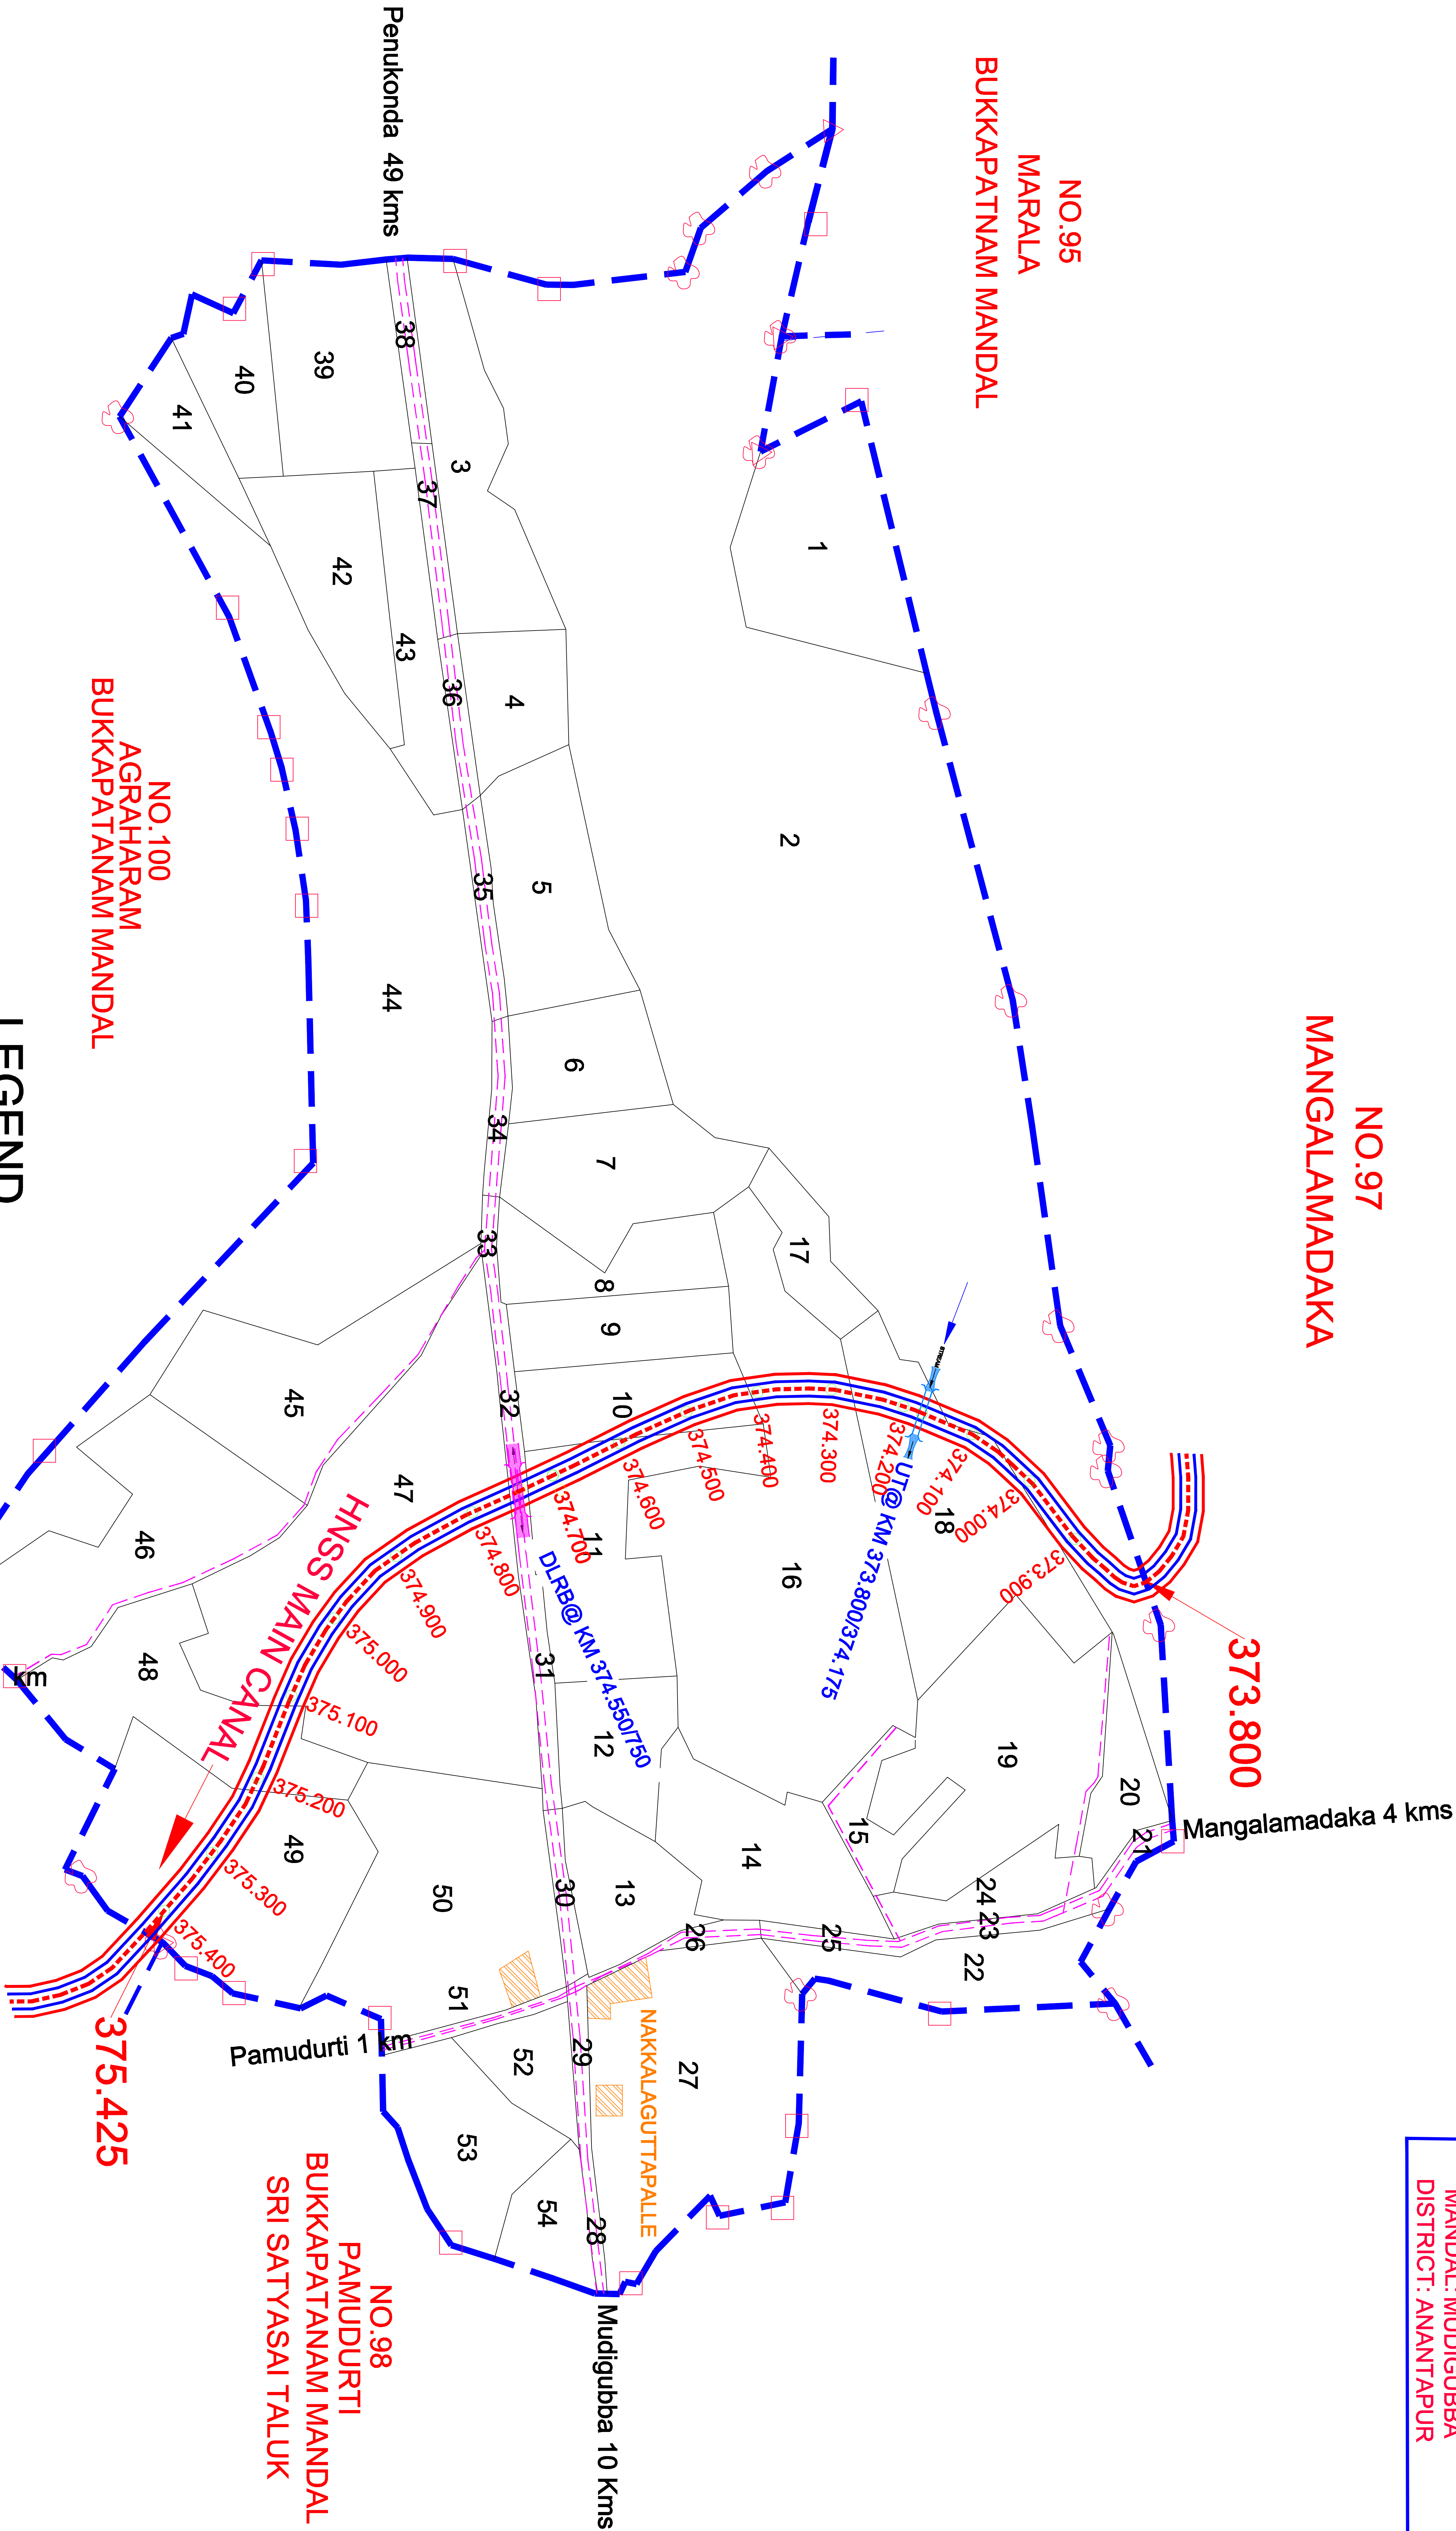 NO.97
MANGALAMADAKA
NO.95
MARALA
BUKKAPATNAM MANDAL
MANDAL: MUDIGUBBA
DISTRICT: ANANTAPUR
373.800
Mangalamadaka 4 kms
Penukonda 49 kms
Mudigubba 10 Kms
Pamudurti 1 km
km
NAKKALAGUTTAPALLE
STREAM
UT@ KM 373.800/374.175
DLRB@ KM 374.550/750
HNSS MAIN CANAL
373.900
374.000
374.100
374.200
374.300
374.400
374.500
374.600
374.700
374.800
374.900
375.000
375.100
375.200
375.300
375.400
375.425
1
2
3
4
5
6
7
8
9
10
11
12
13
14
15
16
17
18
19
20
21
22
23
24
25
26
27
28
29
30
31
32
33
34
35
36
37
38
39
40
41
42
43
44
45
46
47
48
49
50
51
52
53
54
NO.100
AGRAHARAM
BUKKAPATANAM MANDAL
NO.98
PAMUDURTI
BUKKAPATANAM MANDAL
SRI SATYASAI TALUK
LEGEND